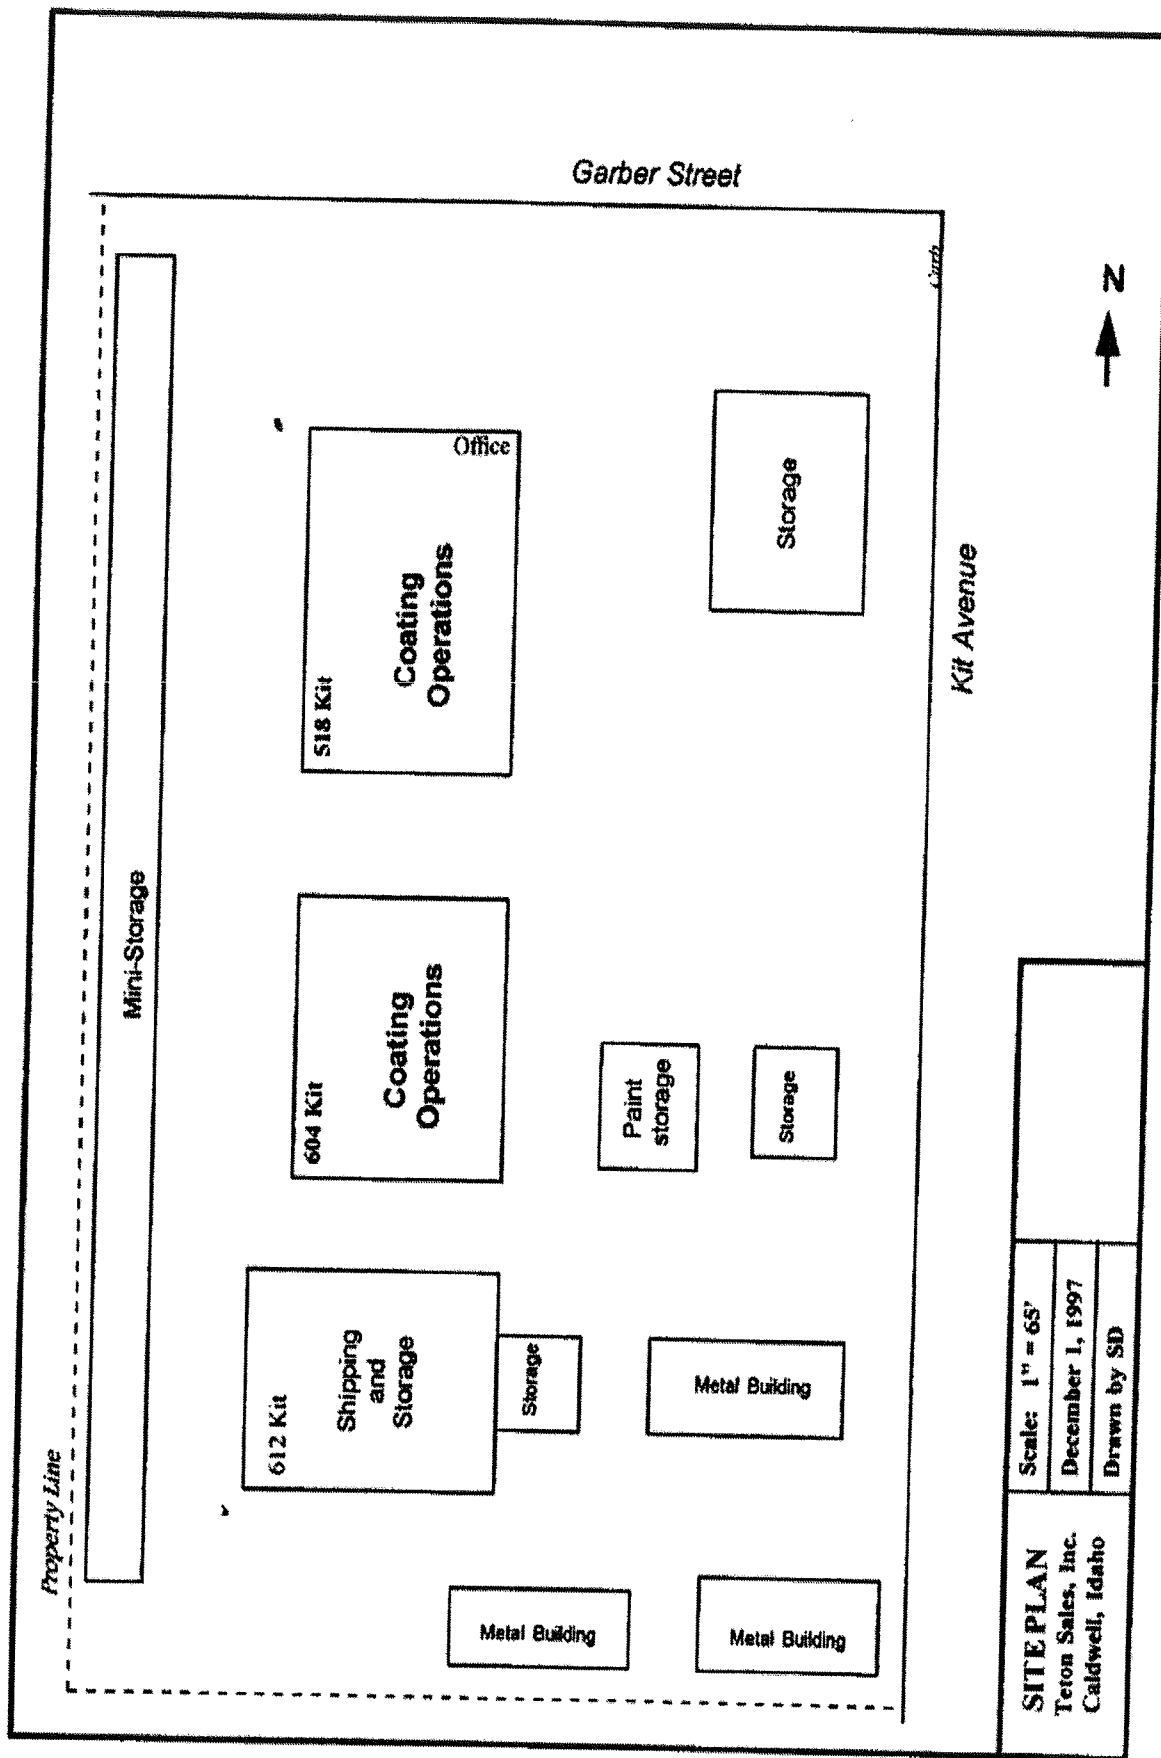 Garber Street
Curb
N
Property Line
Mini-Storage
518 Kit
Office
Coating
Operations
Storage
Kit Avenue
604 Kit
Coating
Operations
Paint
storage
Storage
612 Kit
Shipping
and
Storage
Storage
Metal Building
Metal Building
Metal Building
SITE PLAN
Teton Sales, Inc.
Caldwell, Idaho
Scale: 1" = 65'
December 1, 1997
Drawn by SD